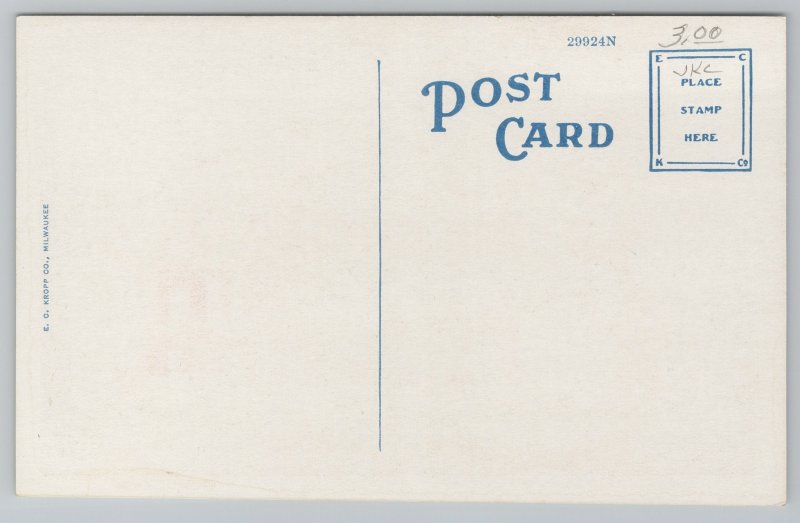 29924N
3.00
POST
CARD
E C
JKC
PLACE
STAMP
HERE
K Co
E. C. KROPP CO., MILWAUKEE